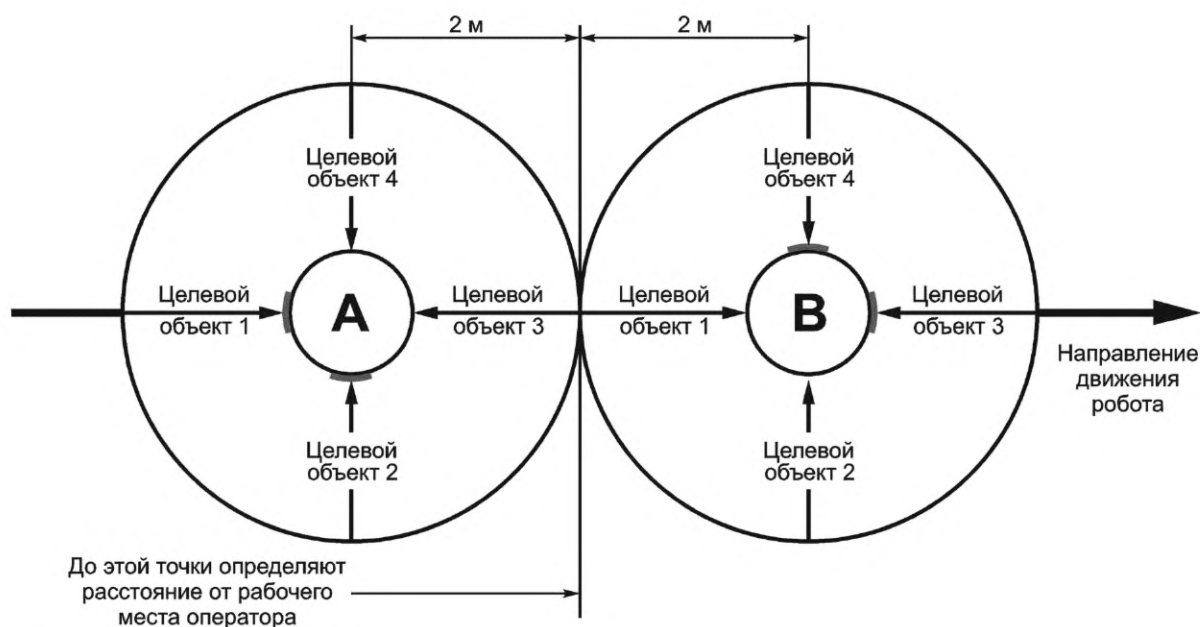 2 м
2 м
Целевой
объект 4
Целевой
объект 4
Целевой
объект 1
А
Целевой
объект 3
Целевой
объект 1
В
Целевой
объект 3
Направление
движения
робота
Целевой
объект 2
Целевой
объект 2
До этой точки определяют
расстояние от рабочего
места оператора